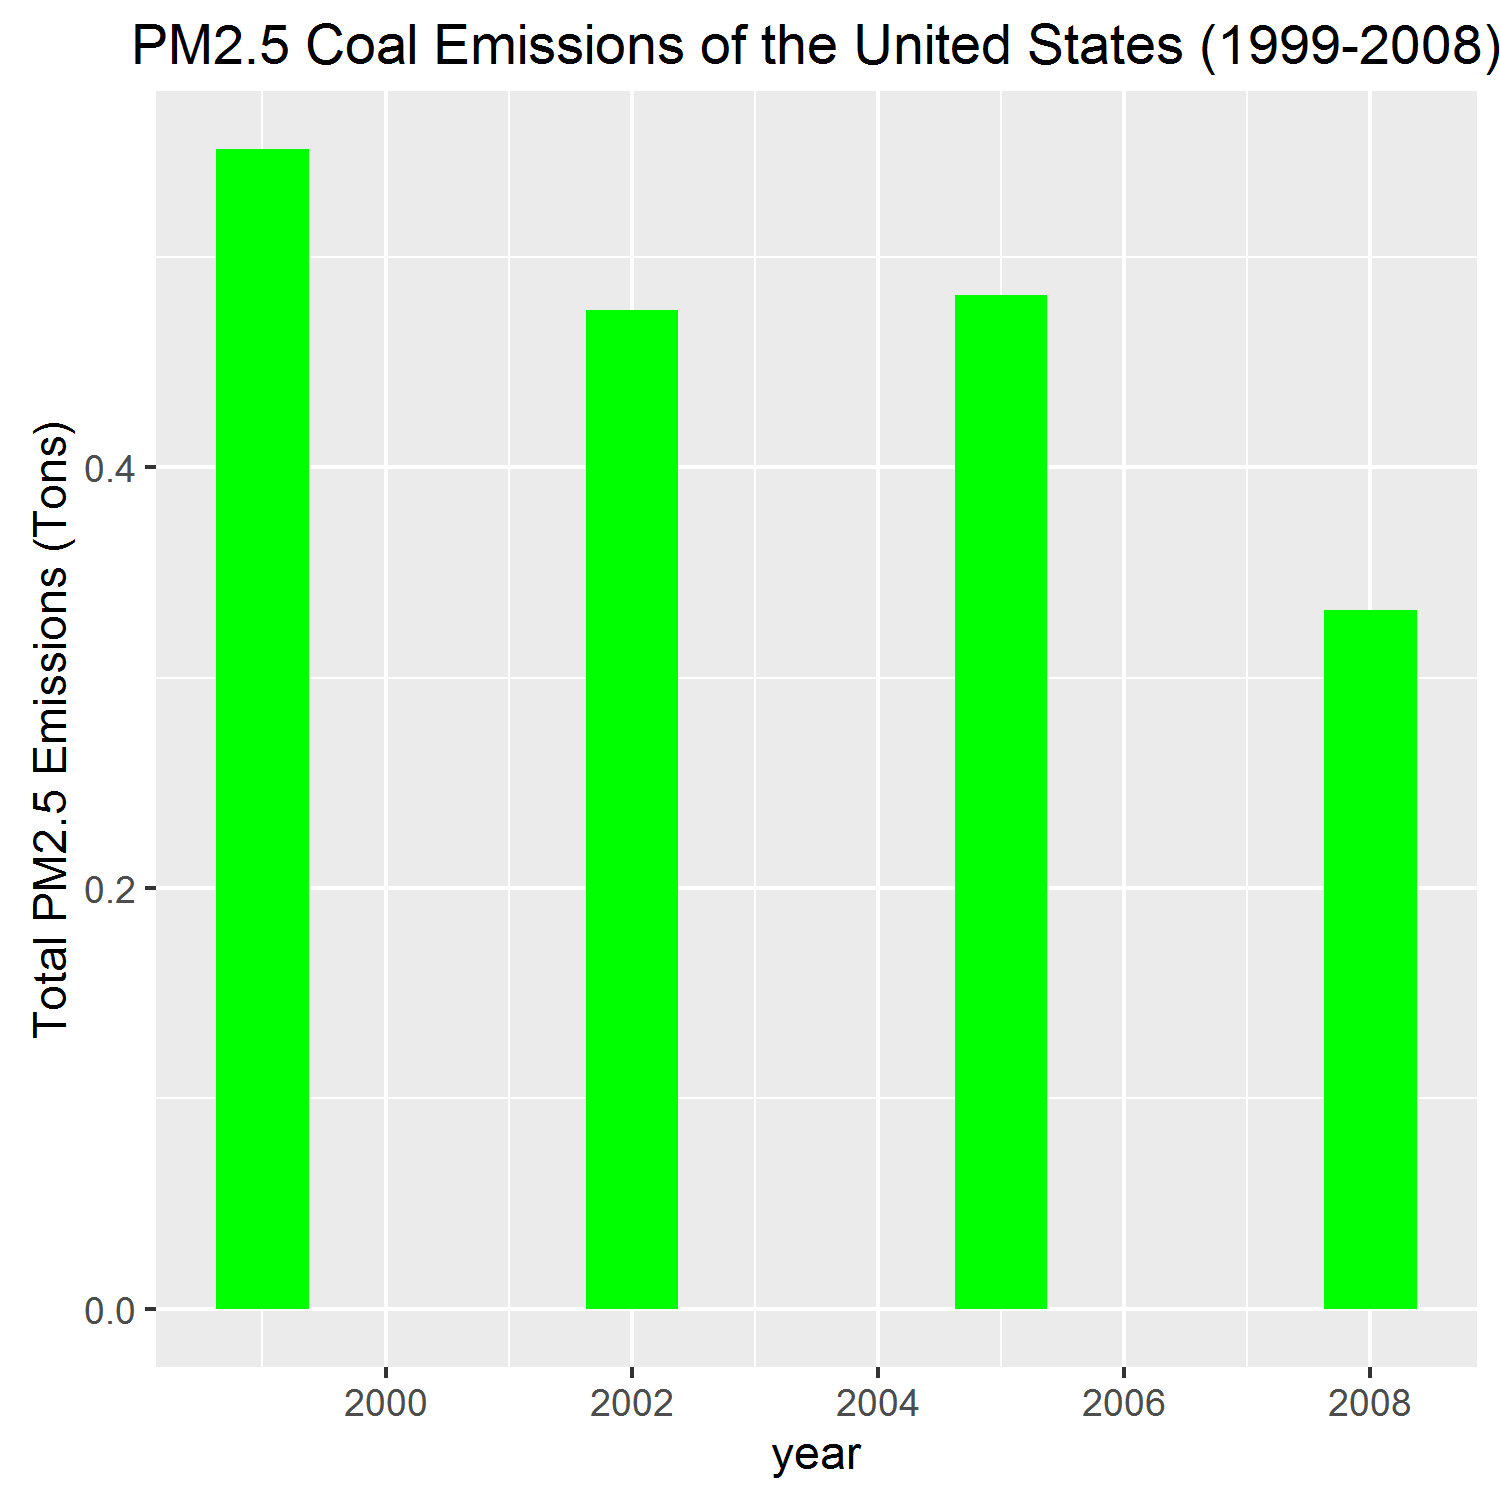 PM2.5 Coal Emissions of the United States (1999-2008)
Total PM2.5 Emissions (Tons)
0.4
0.2
0.0
2000 2002 2004 2006 2008
year